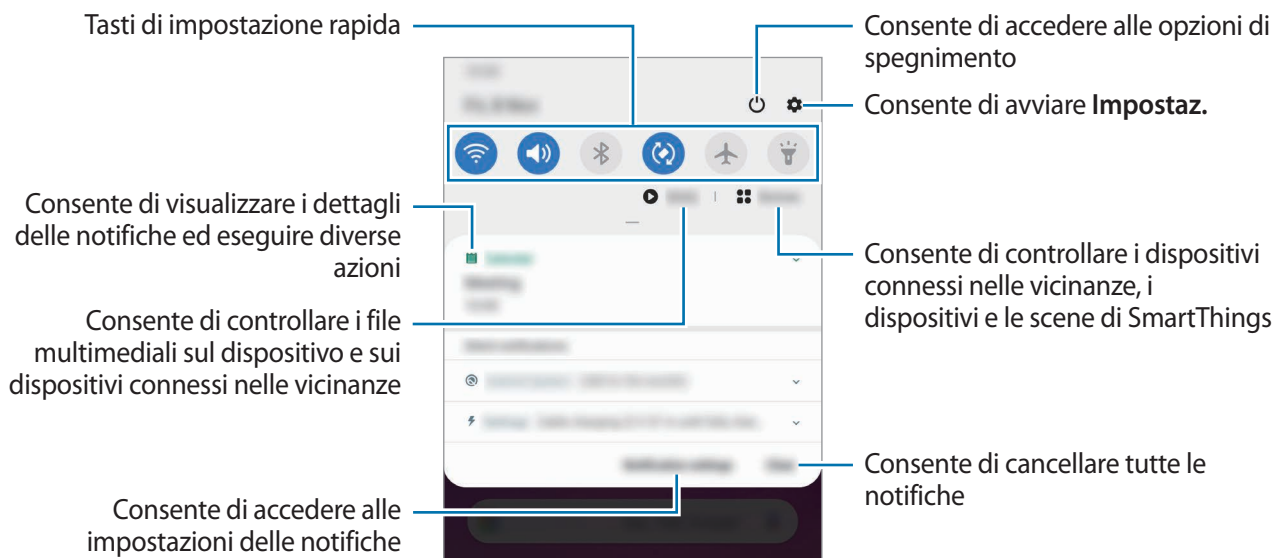 Tasti di impostazione rapida
Consente di accedere alle opzioni di
spegnimento
Consente di avviare Impostaz.
Consente di visualizzare i dettagli
delle notifiche ed eseguire diverse
azioni
Consente di controllare i dispositivi
connessi nelle vicinanze, i
dispositivi e le scene di SmartThings
Consente di controllare i file
multimediali sul dispositivo e sui
dispositivi connessi nelle vicinanze
Consente di cancellare tutte le
notifiche
Consente di accedere alle
impostazioni delle notifiche